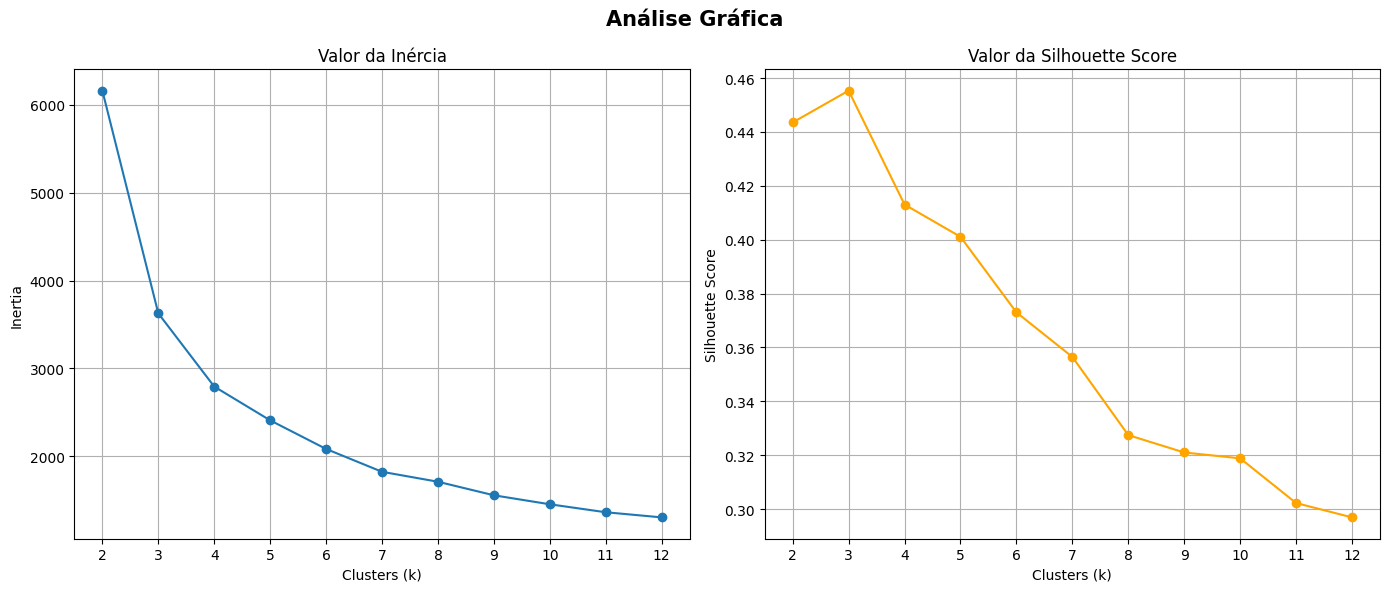 Análise Gráfica
Valor da Inércia
Inertia
6000
5000
4000
3000
2000
2 3 4 5 6 7 8 9 10 11 12
Clusters (k)
Valor da Silhouette Score
Silhouette Score
0.46
0.44
0.42
0.40
0.38
0.36
0.34
0.32
0.30
2 3 4 5 6 7 8 9 10 11 12
Clusters (k)